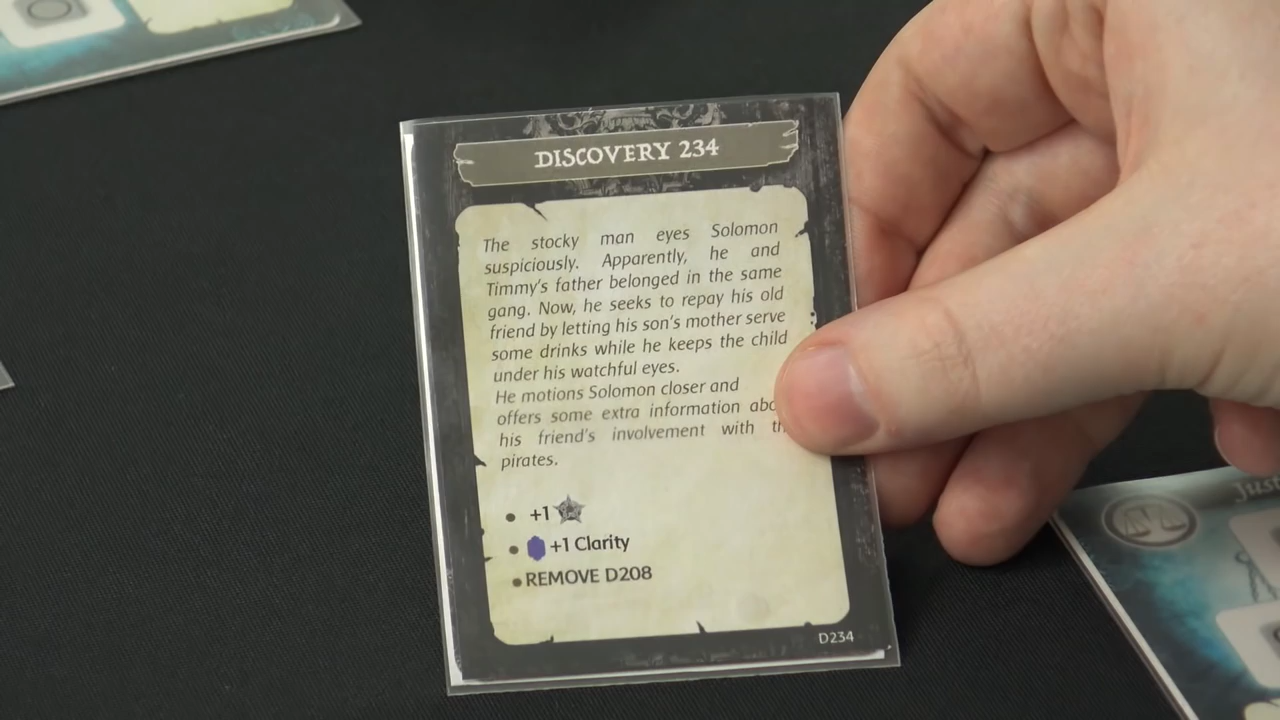 DISCOVERY 234
The stocky man eyes Solomon
suspiciously. Apparently, he and
Timmy's father belonged in the same
gang. Now, he seeks to repay his old
friend by letting his son's mother serve
some drinks while he keeps the child
under his watchful eyes.
He motions Solomon closer and
offers some extra information
his friend's involvement with
pirates.
• +1
• +1 Clarity
• REMOVE D208
D234